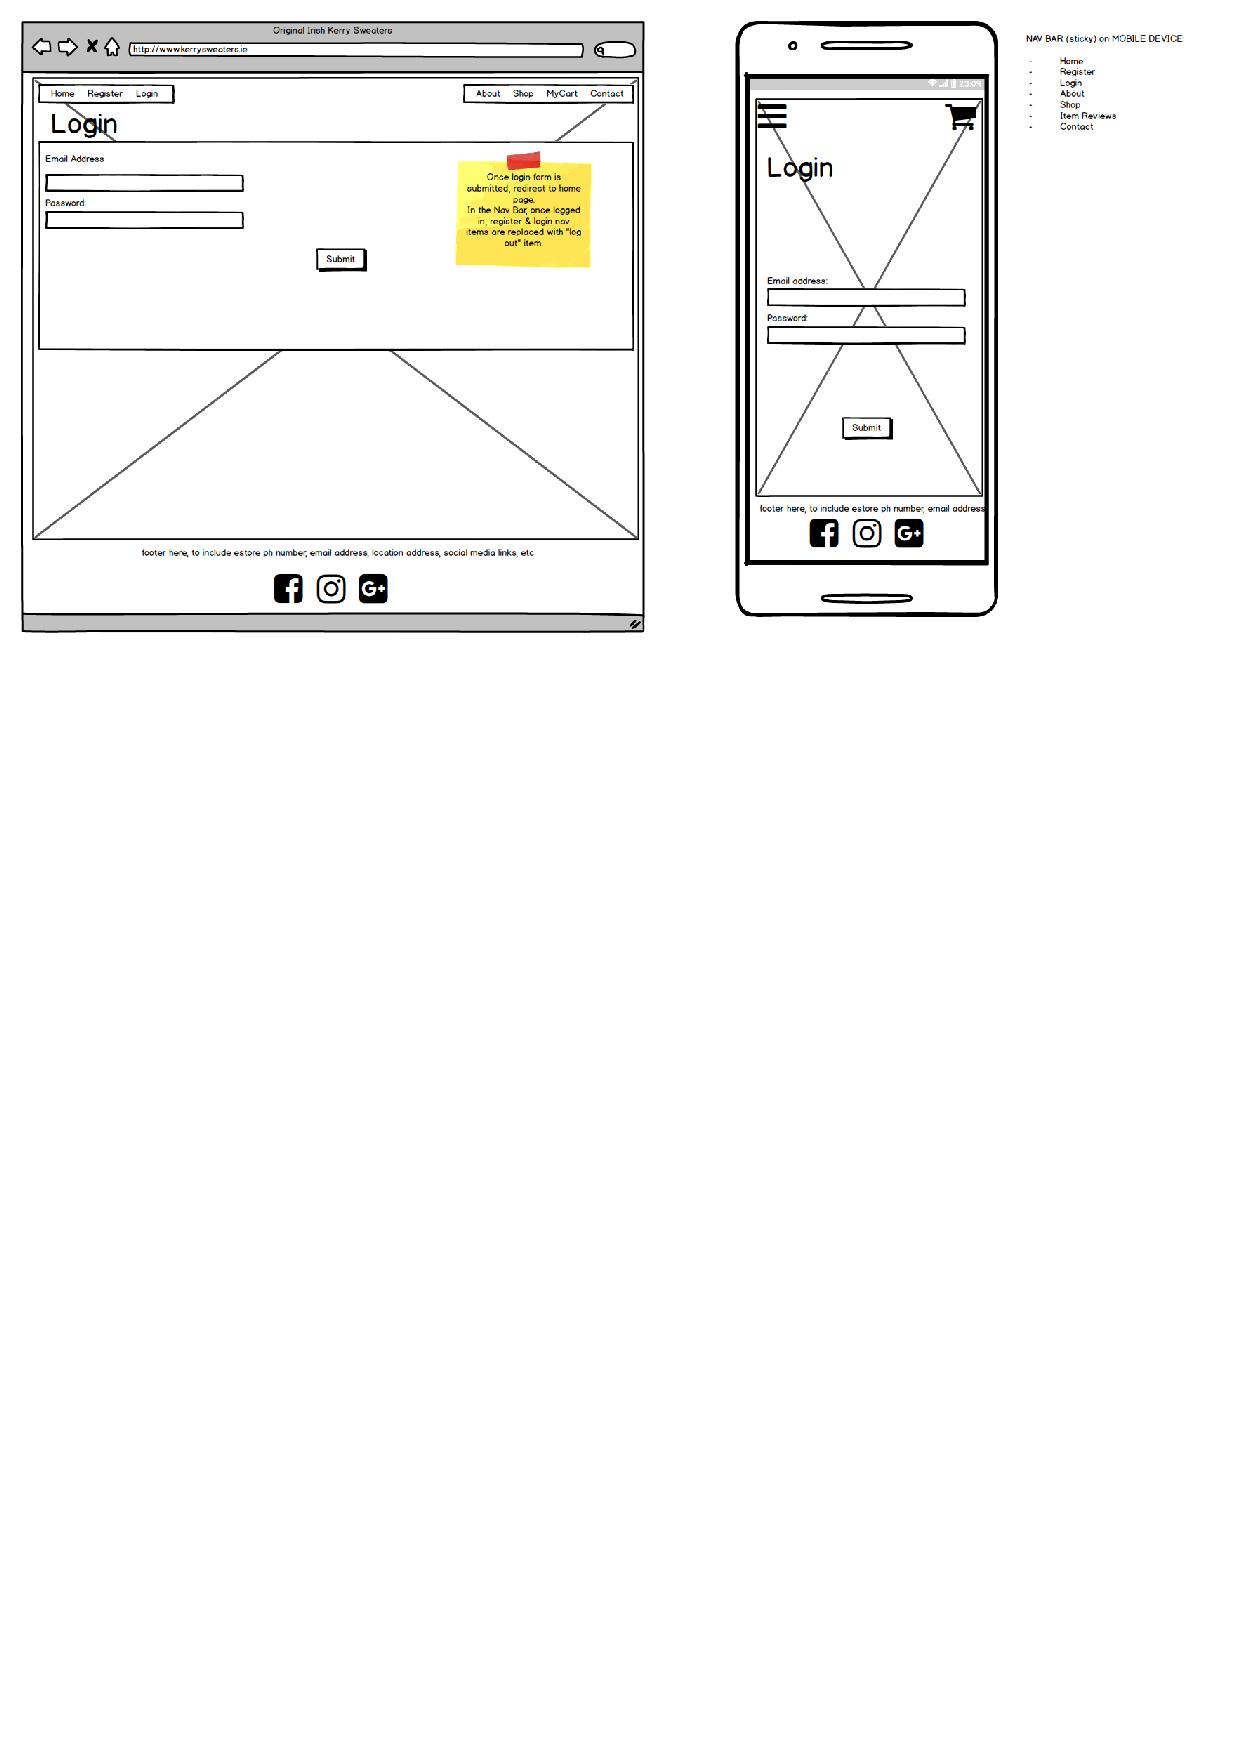 Original Irish Kerry Sweaters
http://www.kerrysweaters.ie
Home Register Login
About Shop MyCart Contact
Login
Email Address
Password:
Submit
Once login form is
submitted, redirect to home
page.
In the Nav Bar, once logged
in, register & login nav
items are replaced with "log
out" item.
footer here, to include estore ph number, email address, location address, social media links, etc
G+
23:04
Login
Email address:
Password:
Submit
footer here, to include estore ph number, email address
G+
NAV BAR (sticky) on MOBILE DEVICE:
- Home
- Register
- Login
- About
- Shop
- Item Reviews
- Contact